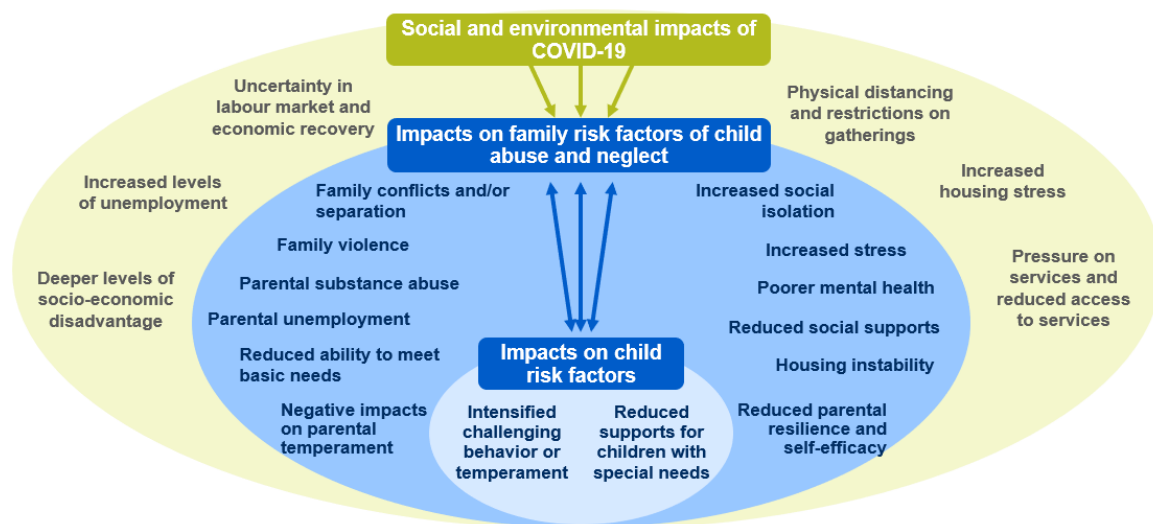 Social and environmental impacts of
COVID-19
Uncertainty in
labour market and
economic recovery
Physical distancing
and restrictions on
gatherings
Increased levels
of unemployment
Increased
housing stress
Deeper levels of
socio-economic
disadvantage
Pressure on
services and
reduced access
to services
Impacts on family risk factors of child
abuse and neglect
Family conflicts and/or
separation
Family violence
Parental substance abuse
Parental unemployment
Reduced ability to meet
basic needs
Negative impacts
on parental
temperament
Increased social
isolation
Increased stress
Poorer mental health
Reduced social supports
Housing instability
Reduced parental
resilience and
self-efficacy
Impacts on child
risk factors
Intensified
challenging
behavior or
temperament
Reduced
supports for
children with
special needs